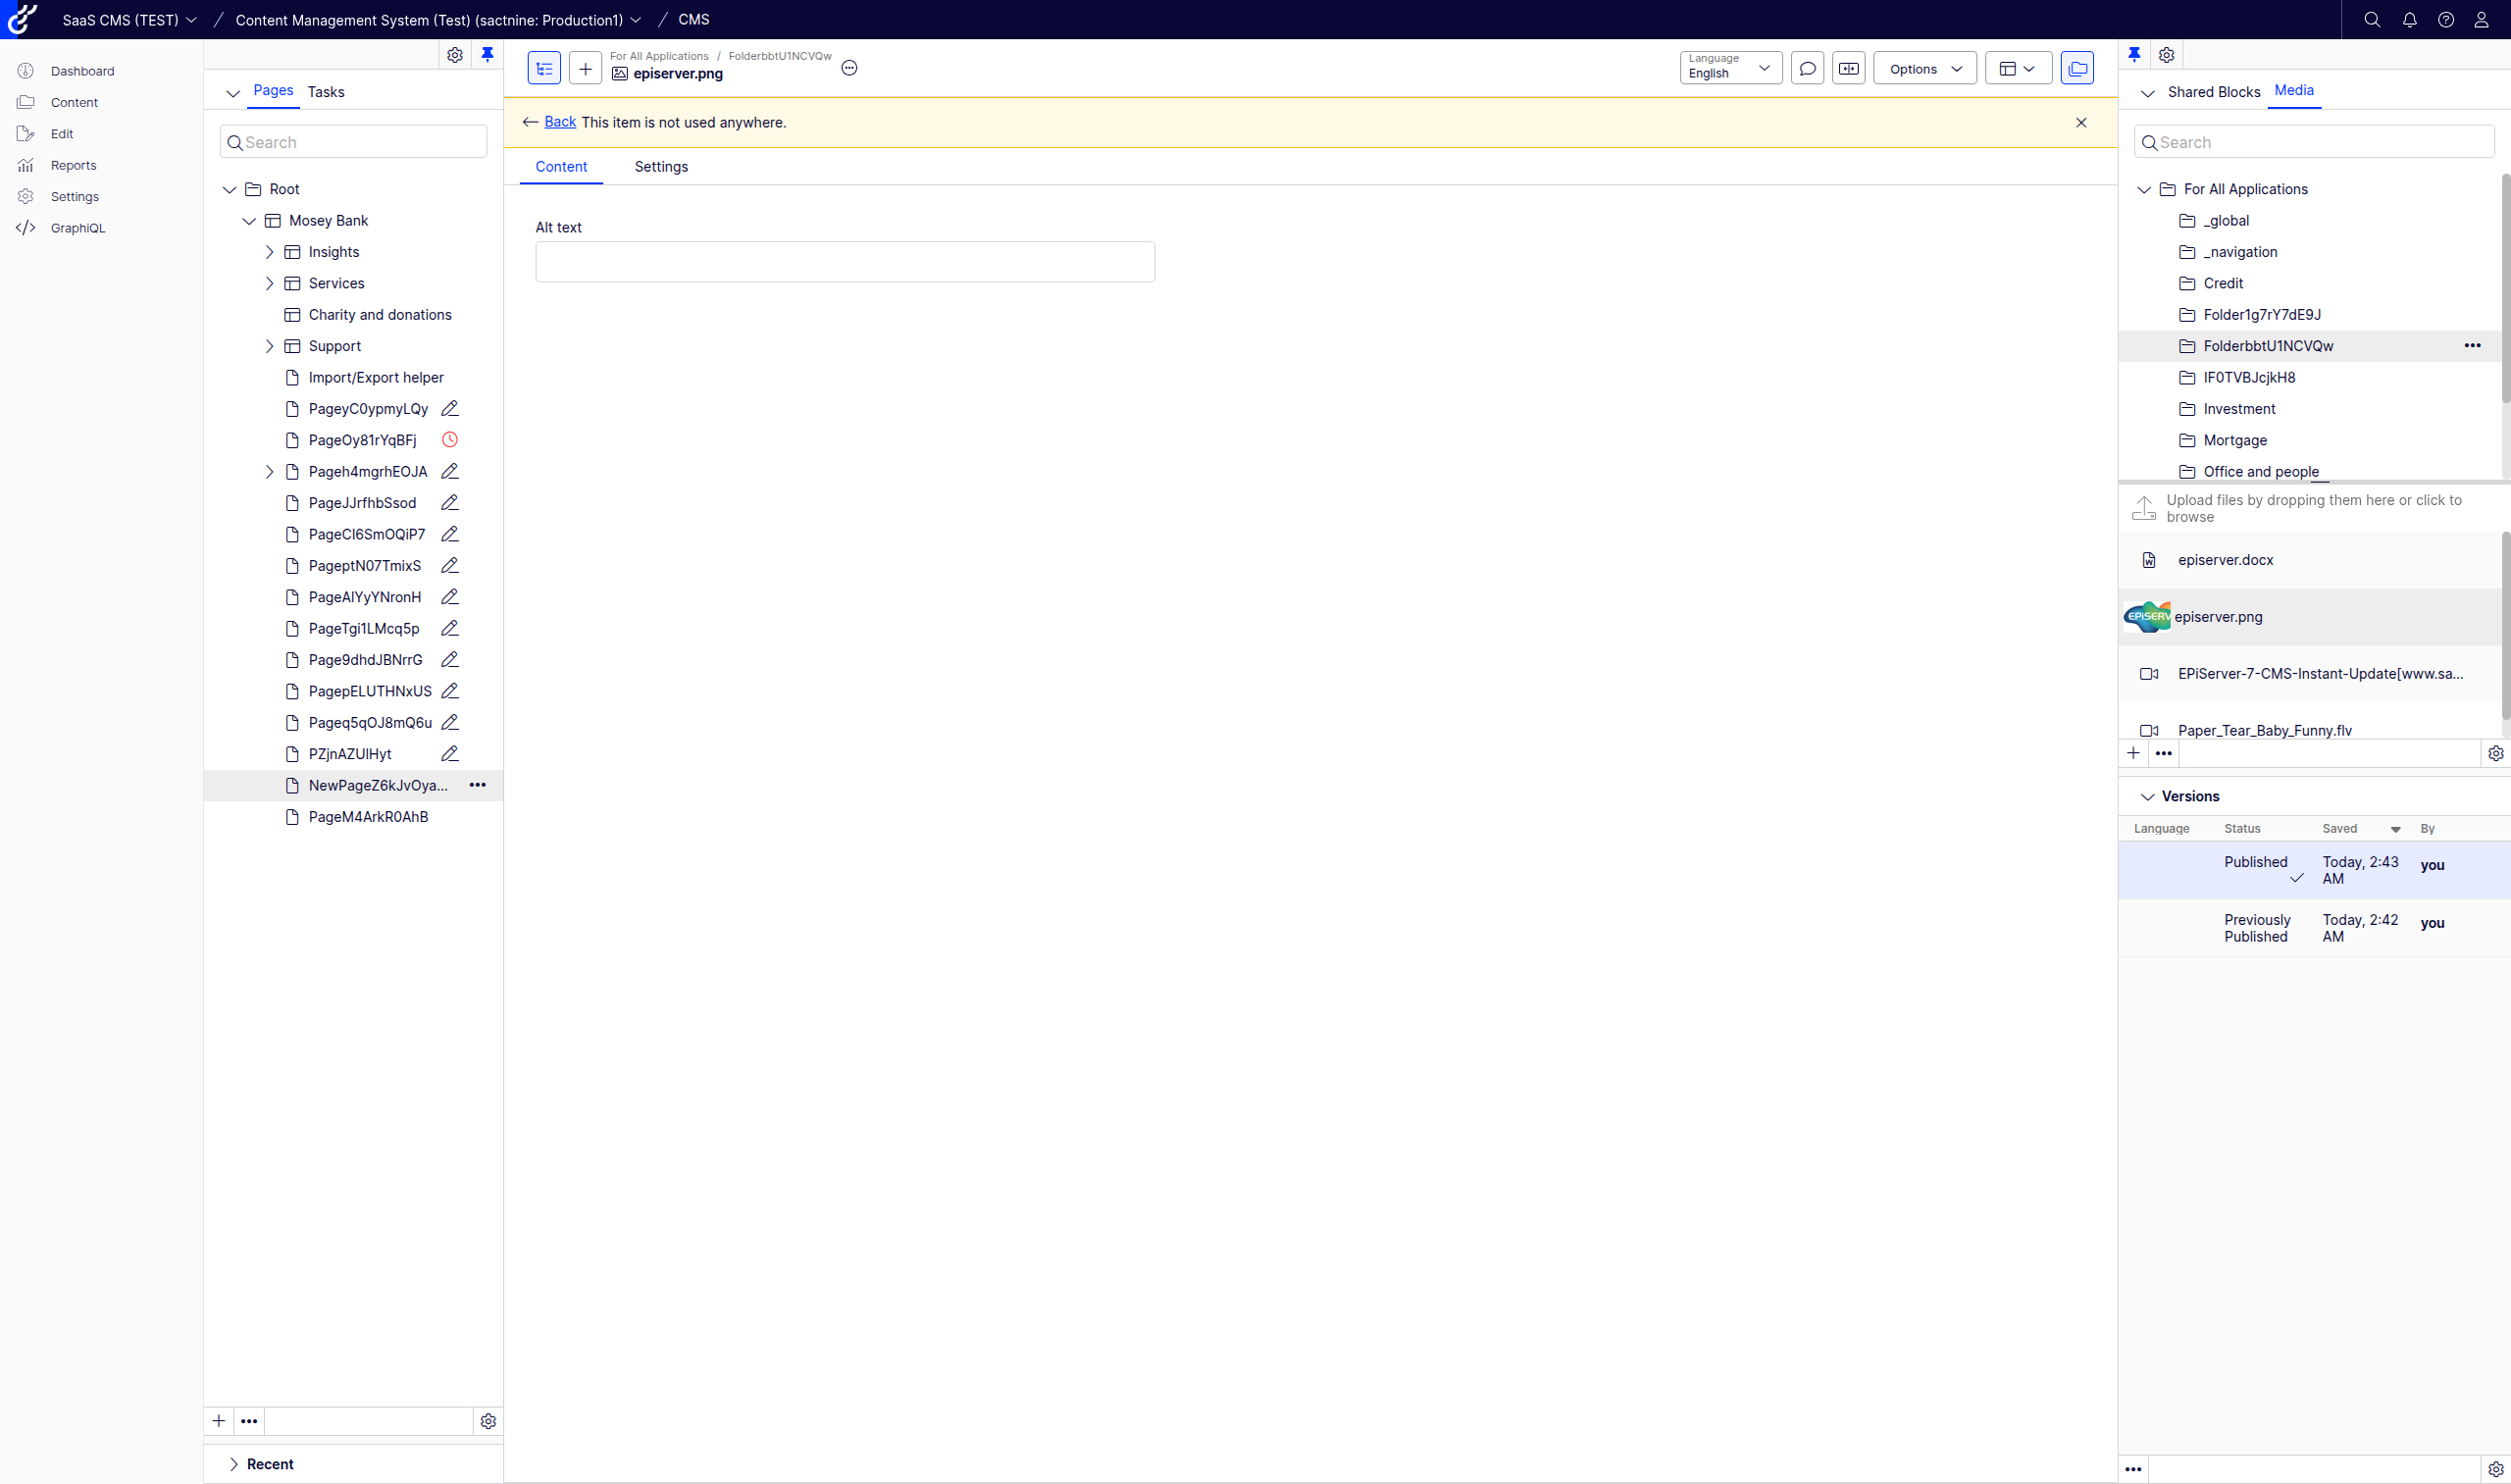 SaaS CMS (TEST) / Content Management System (Test) (sactnine: Production1) / CMS
Dashboard
Content
Edit
Reports
Settings
GraphiQL
Pages Tasks
Search
Root
Mosey Bank
Insights
Services
Charity and donations
Support
Import/Export helper
PageyC0ypmyLQy
PageOy81rYqBFj
Pageh4mgrhEOJA
PageJJrfhbSsod
PageCl6SmOQiP7
PageptN07TmixS
PageAlYyYNronH
PageTgi1LMcq5p
Page9dhdJBNrrG
PagepELUTHNxUS
Pageq5qOJ8mQ6u
PZjnAZUlHyt
NewPageZ6kJvOya...
PageM4ArkR0AhB
Recent
For All Applications / FolderbbtU1NCVQw
episerver.png
Language
English
Options
Back This item is not used anywhere.
Content Settings
Alt text
Shared Blocks Media
Search
For All Applications
_global
_navigation
Credit
Folder1g7rY7dE9J
FolderbbtU1NCVQw
IF0TVBJcjkH8
Investment
Mortgage
Office and people
Upload files by dropping them here or click to
browse
episerver.docx
EPiSERV
episerver.png
EPiServer-7-CMS-Instant-Update[www.sa...
Paper_Tear_Baby_Funny.flv
Versions
Language Status Saved By
Published Today, 2:43 AM you
Previously Published Today, 2:42 AM you